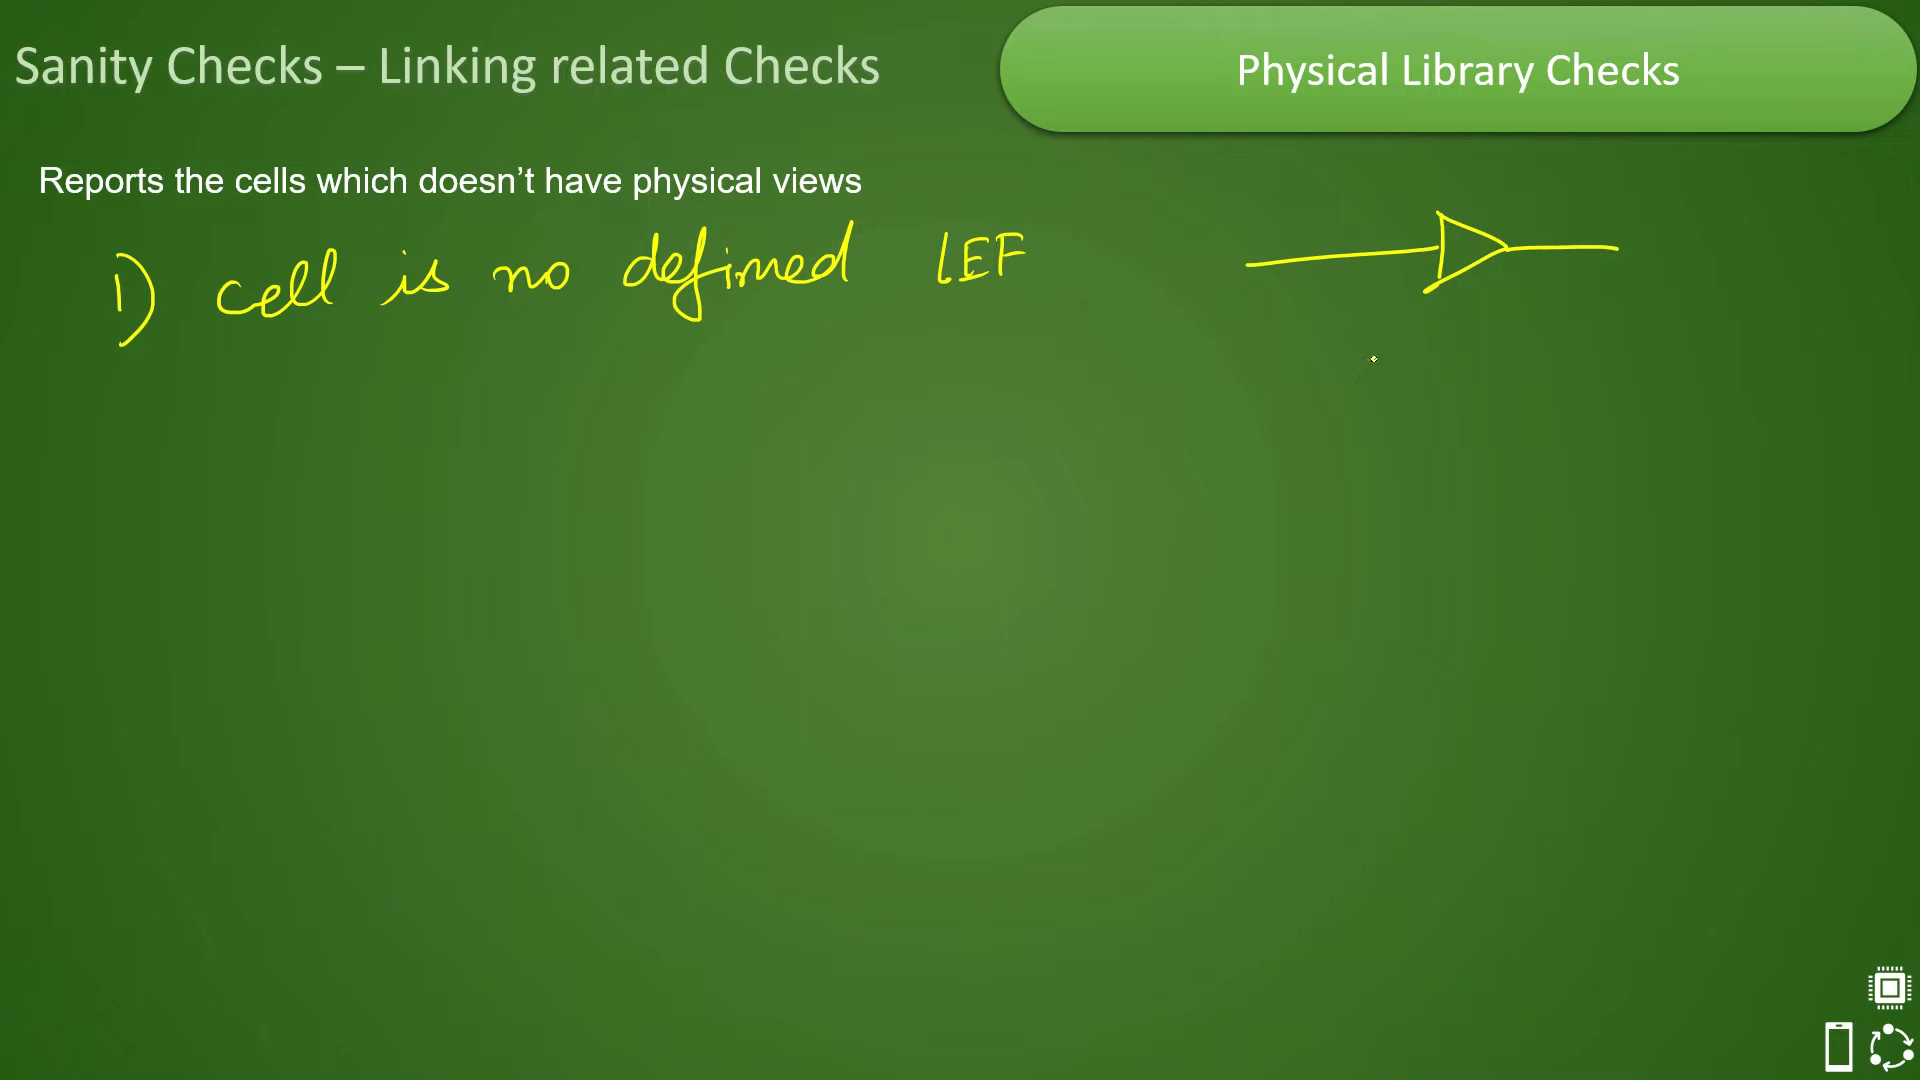 Sanity Checks – Linking related Checks
Physical Library Checks
Reports the cells which doesn’t have physical views
1) cell is no defined LEF